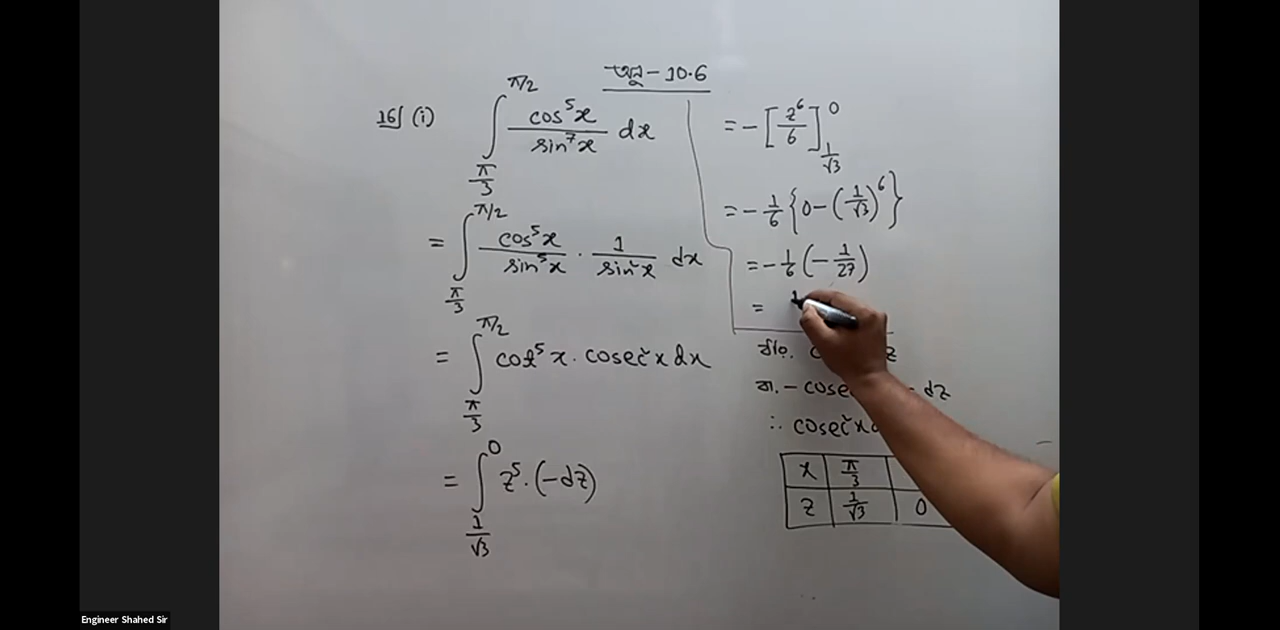 অনু - 10.6
16| (i) ∫_{π/3}^{π/2} cos⁵x / sin⁷x dx
= ∫_{π/3}^{π/2} cos⁵x / sin⁵x · 1 / sin²x dx
= ∫_{π/3}^{π/2} cot⁵x · cosec²x dx
= ∫_{1/√3}^{0} z⁵ · (-dz)
= - [z⁶/6]_{1/√3}^{0}
= - 1/6 {0 - (1/√3)⁶}
= - 1/6 (- 1/27)
=
ধরি,
বা, - cose dz
∴ cosec²x
x π/3
z 1/√3 0
Engineer Shahed Sir